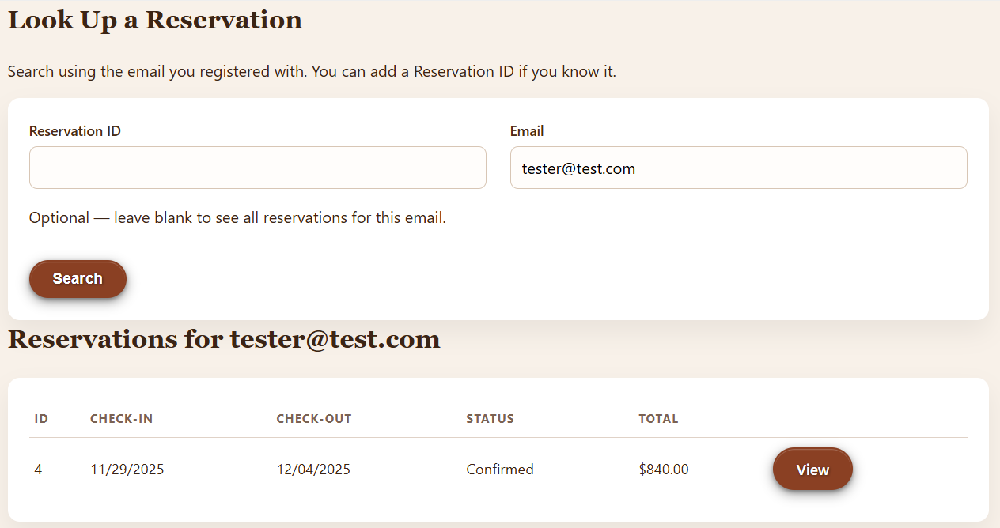 Look Up a Reservation
Search using the email you registered with. You can add a Reservation ID if you know it.
Reservation ID Email
tester@test.com
Optional — leave blank to see all reservations for this email.
Search
Reservations for tester@test.com
ID CHECK-IN CHECK-OUT STATUS TOTAL
4 11/29/2025 12/04/2025 Confirmed $840.00 View